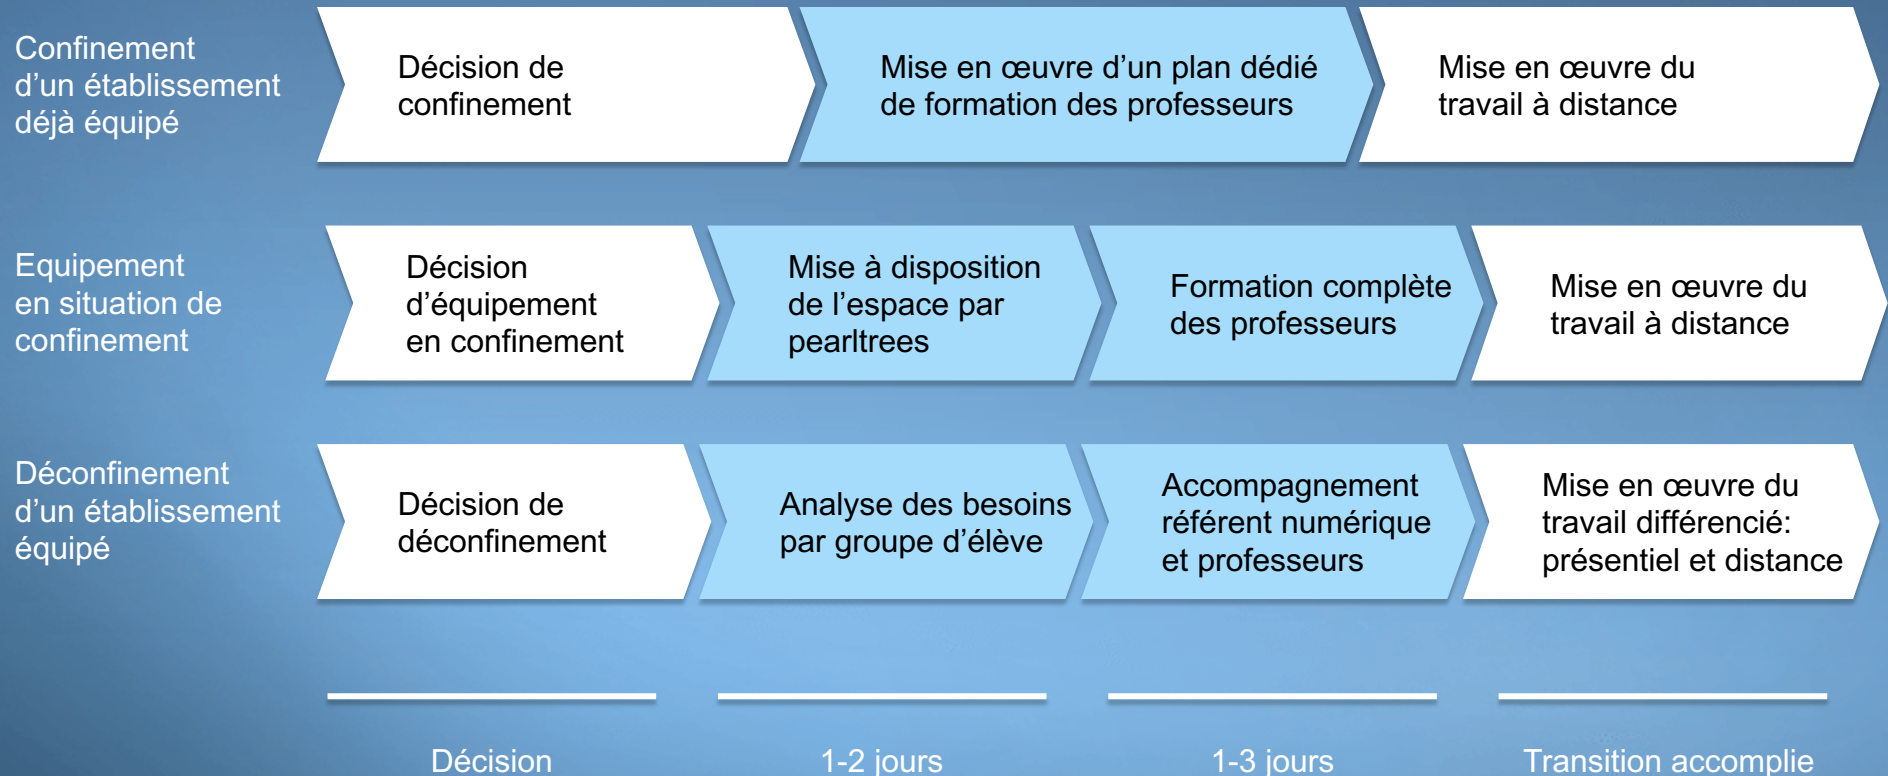 Confinement
d’un établissement
déjà équipé
Décision de
confinement
Mise en œuvre d’un plan dédié
de formation des professeurs
Mise en œuvre du
travail à distance
Equipement
en situation de
confinement
Décision
d’équipement
en confinement
Mise à disposition
de l’espace par
pearltrees
Formation complète
des professeurs
Mise en œuvre du
travail à distance
Déconfinement
d’un établissement
équipé
Décision de
déconfinement
Analyse des besoins
par groupe d’élève
Accompagnement
référent numérique
et professeurs
Mise en œuvre du
travail différencié:
présentiel et distance
Décision
1-2 jours
1-3 jours
Transition accomplie